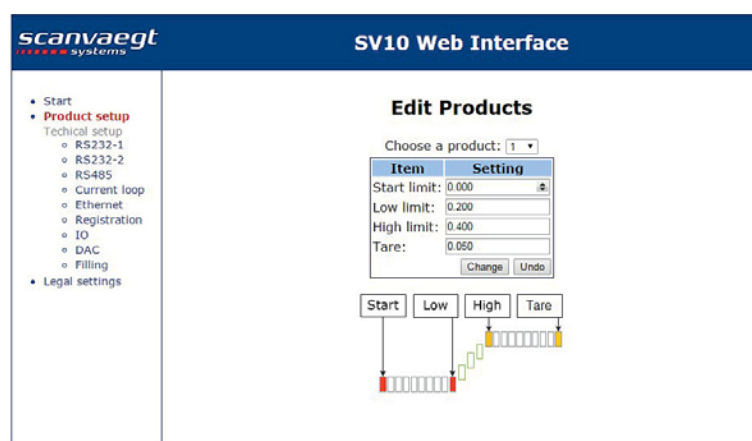 scanvaegt
systems
SV10 Web Interface
Start
Product setup
Techical setup
RS232-1
RS232-2
RS485
Current loop
Ethernet
Registration
IO
DAC
Filling
Legal settings
Edit Products
Choose a product: 1
Item Setting
Start limit: 0.000
Low limit: 0.200
High limit: 0.400
Tare: 0.050
Change Undo
Start Low High Tare